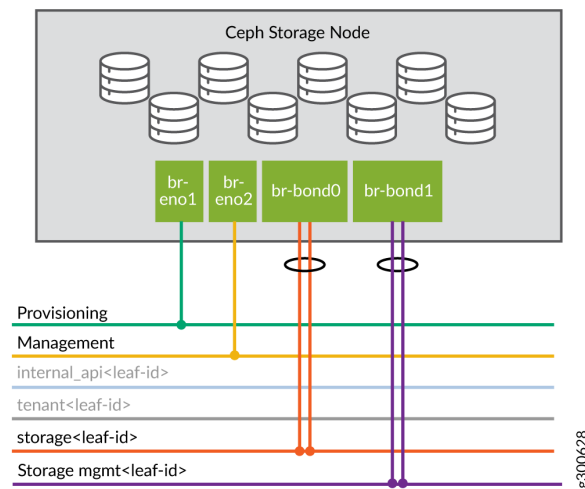 Ceph Storage Node
br-
eno1
br-
eno2
br-bond0
br-bond1
Provisioning
Management
internal_api<leaf-id>
tenant<leaf-id>
storage<leaf-id>
Storage mgmt<leaf-id>
g300628